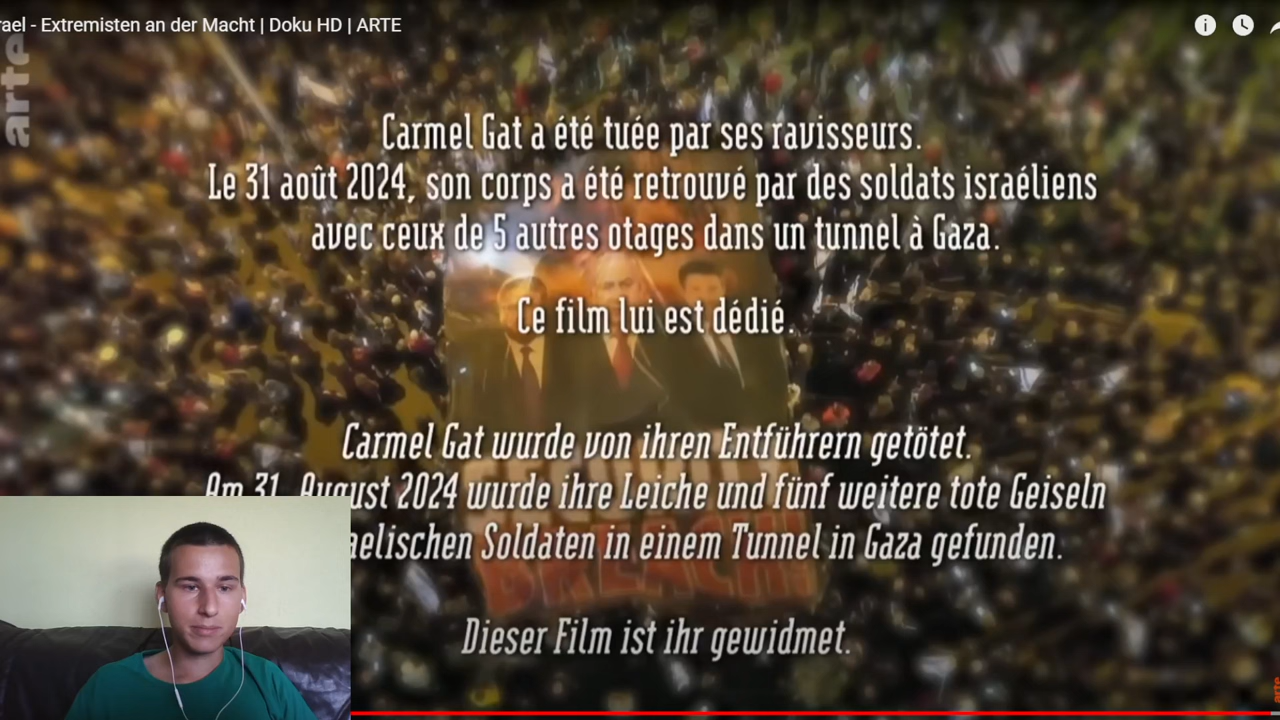 rael - Extremisten an der Macht | Doku HD | ARTE
arte
Carmel Gat a été tuée par ses ravisseurs.
Le 31 août 2024, son corps a été retrouvé par des soldats israéliens
avec ceux de 5 autres otages dans un tunnel à Gaza.
Ce film lui est dédié.
Carmel Gat wurde von ihren Entführern getötet.
Am 31. August 2024 wurde ihre Leiche und fünf weitere tote Geiseln
aelischen Soldaten in einem Tunnel in Gaza gefunden.
Dieser Film ist ihr gewidmet.